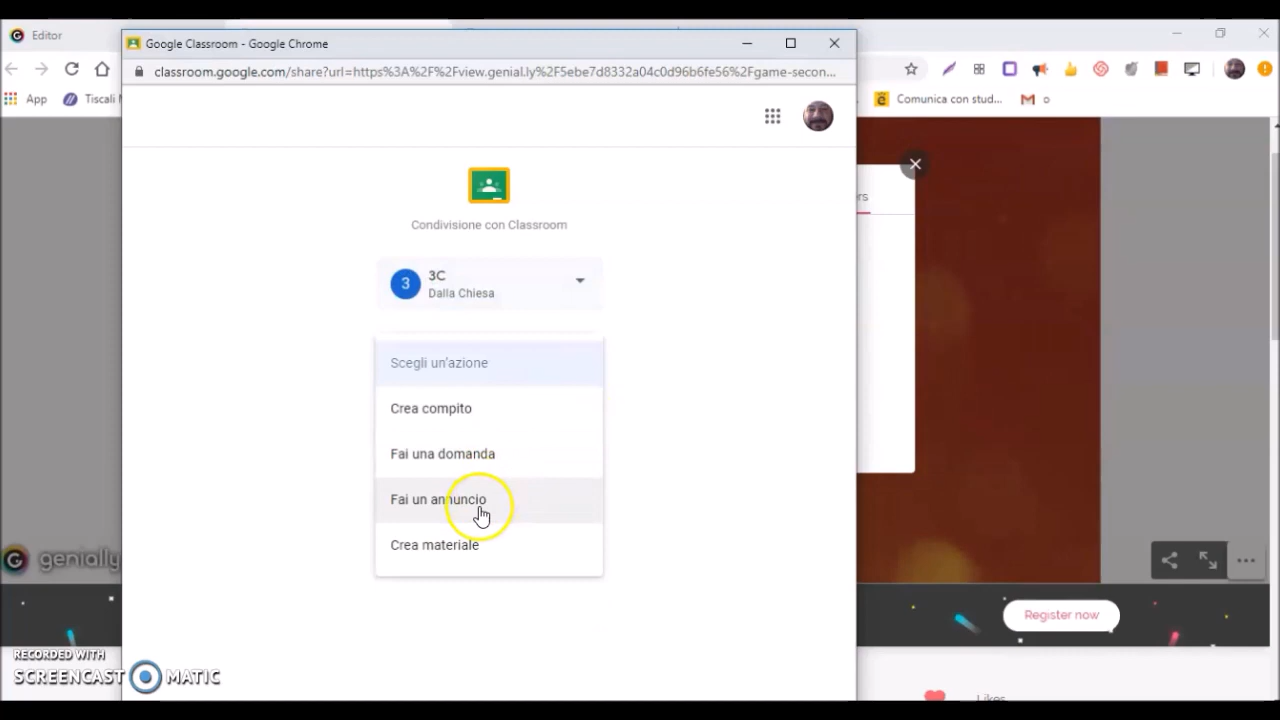 Editor
Google Classroom - Google Chrome
classroom.google.com/share?url=https%3A%2F%2Fview.genial.ly%2F5ebe7d8332a04c0d96b6fe56%2Fgame-secon...
App
Tiscali
Comunica con stud...
Condivisione con Classroom
3
3C
Dalla Chiesa
Scegli un'azione
Crea compito
Fai una domanda
Fai un annuncio
Crea materiale
genially
Register now
RECORDED WITH
SCREENCAST MATIC
Likes